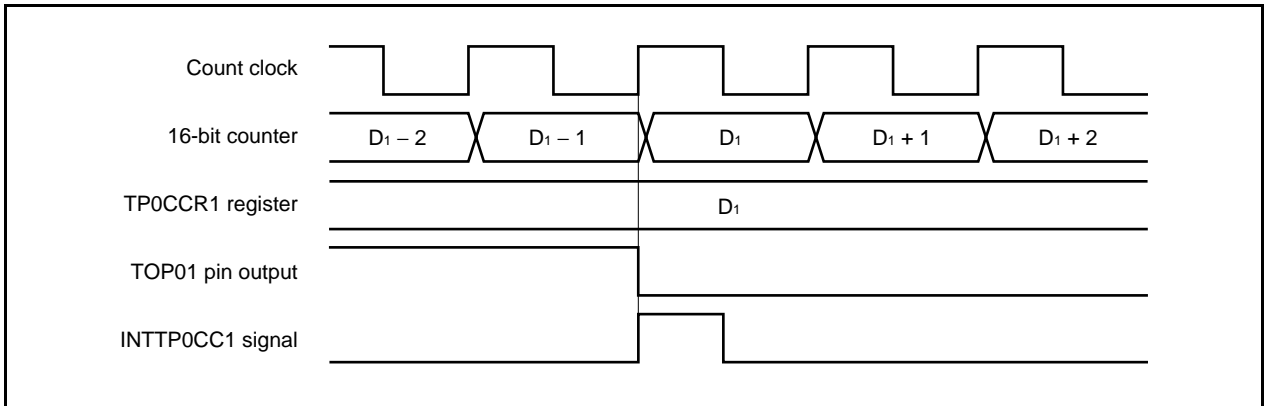 Count clock
16-bit counter D₁ − 2 D₁ − 1 D₁ D₁ + 1 D₁ + 2
TP0CCR1 register D₁
TOP01 pin output
INTTP0CC1 signal